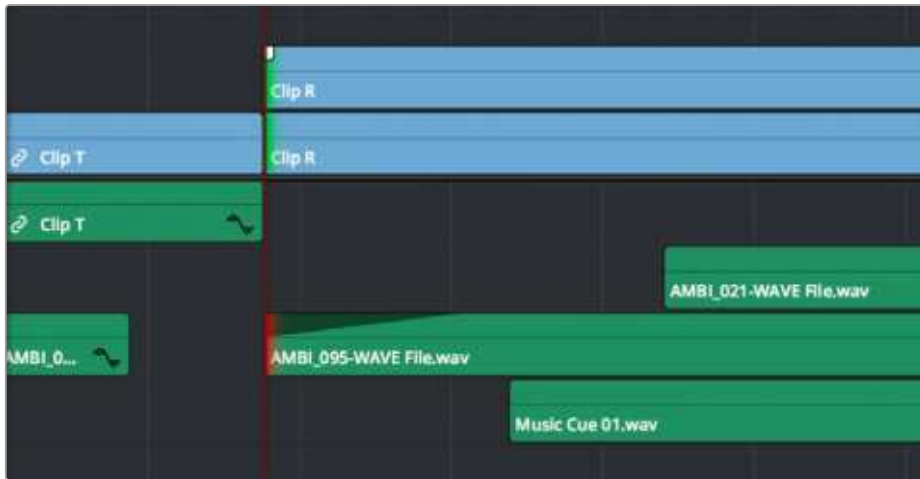 Clip R
Clip T
Clip R
Clip T
AMBI_021-WAVE File.wav
AMBI_0...
AMBI_095-WAVE File.wav
Music Cue 01.wav